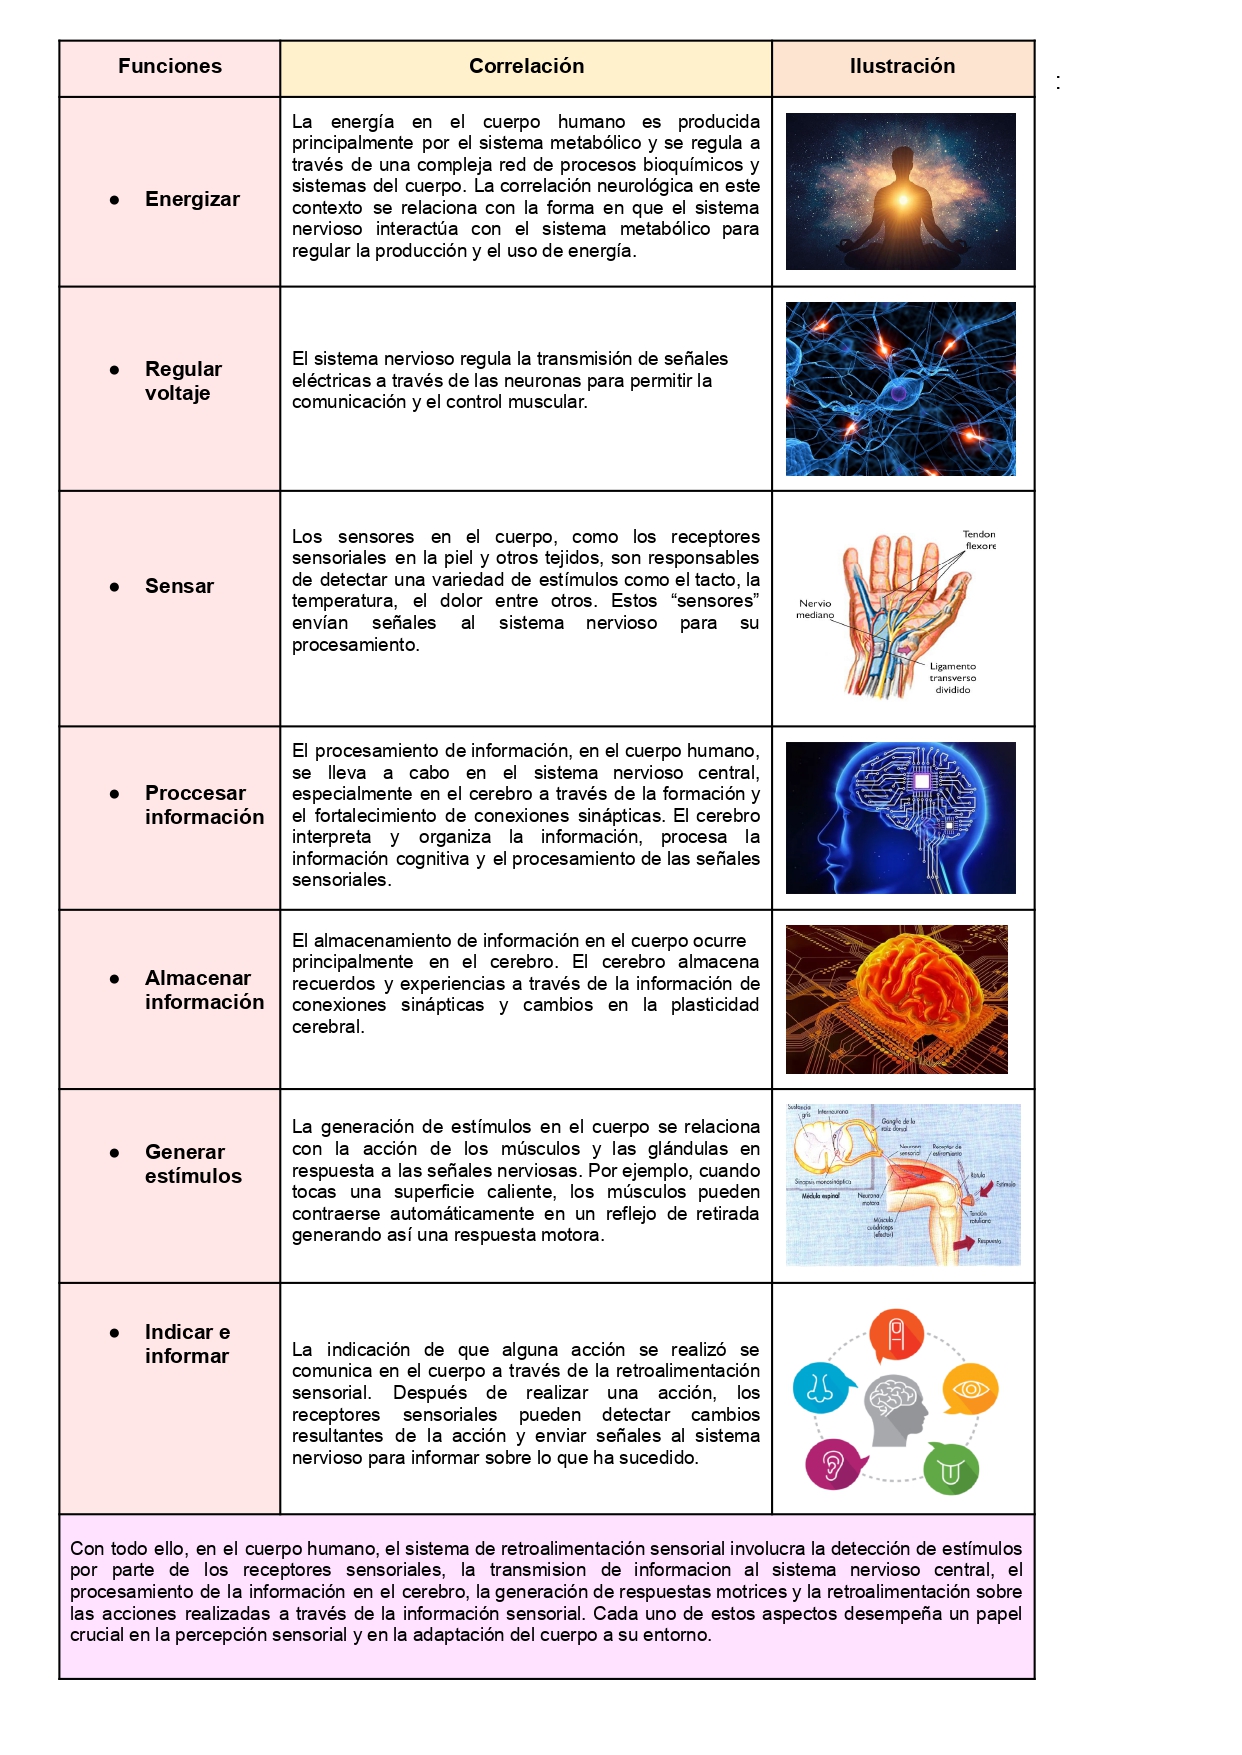 Funciones
Correlación
Ilustración
:
● Energizar
La energía en el cuerpo humano es producida
principalmente por el sistema metabólico y se regula a
través de una compleja red de procesos bioquímicos y
sistemas del cuerpo. La correlación neurológica en este
contexto se relaciona con la forma en que el sistema
nervioso interactúa con el sistema metabólico para
regular la producción y el uso de energía.
● Regular
voltaje
El sistema nervioso regula la transmisión de señales
eléctricas a través de las neuronas para permitir la
comunicación y el control muscular.
● Sensar
Los sensores en el cuerpo, como los receptores
sensoriales en la piel y otros tejidos, son responsables
de detectar una variedad de estímulos como el tacto, la
temperatura, el dolor entre otros. Estos “sensores”
envían señales al sistema nervioso para su
procesamiento.
Tendon
flexore
Nervio
mediano
Ligamento
transverso
dividido
● Proccesar
información
El procesamiento de información, en el cuerpo humano,
se lleva a cabo en el sistema nervioso central,
especialmente en el cerebro a través de la formación y
el fortalecimiento de conexiones sinápticas. El cerebro
interpreta y organiza la información, procesa la
información cognitiva y el procesamiento de las señales
sensoriales.
● Almacenar
información
El almacenamiento de información en el cuerpo ocurre
principalmente en el cerebro. El cerebro almacena
recuerdos y experiencias a través de la información de
conexiones sinápticas y cambios en la plasticidad
cerebral.
● Generar
estímulos
La generación de estímulos en el cuerpo se relaciona
con la acción de los músculos y las glándulas en
respuesta a las señales nerviosas. Por ejemplo, cuando
tocas una superficie caliente, los músculos pueden
contraerse automáticamente en un reflejo de retirada
generando así una respuesta motora.
Sustancia
gris
Interneurona
Ganglio de la
raíz dorsal
Neurona
sensorial
Receptor de
estiramiento
Sinapsis monosináptica
Médula espinal
Neurona
motora
Rótula
Estímulo
Músculo
cuádriceps
(efector)
Tendón
rotuliano
Respuesta
● Indicar e
informar
La indicación de que alguna acción se realizó se
comunica en el cuerpo a través de la retroalimentación
sensorial. Después de realizar una acción, los
receptores sensoriales pueden detectar cambios
resultantes de la acción y enviar señales al sistema
nervioso para informar sobre lo que ha sucedido.
Con todo ello, en el cuerpo humano, el sistema de retroalimentación sensorial involucra la detección de estímulos
por parte de los receptores sensoriales, la transmision de informacion al sistema nervioso central, el
procesamiento de la información en el cerebro, la generación de respuestas motrices y la retroalimentación sobre
las acciones realizadas a través de la información sensorial. Cada uno de estos aspectos desempeña un papel
crucial en la percepción sensorial y en la adaptación del cuerpo a su entorno.